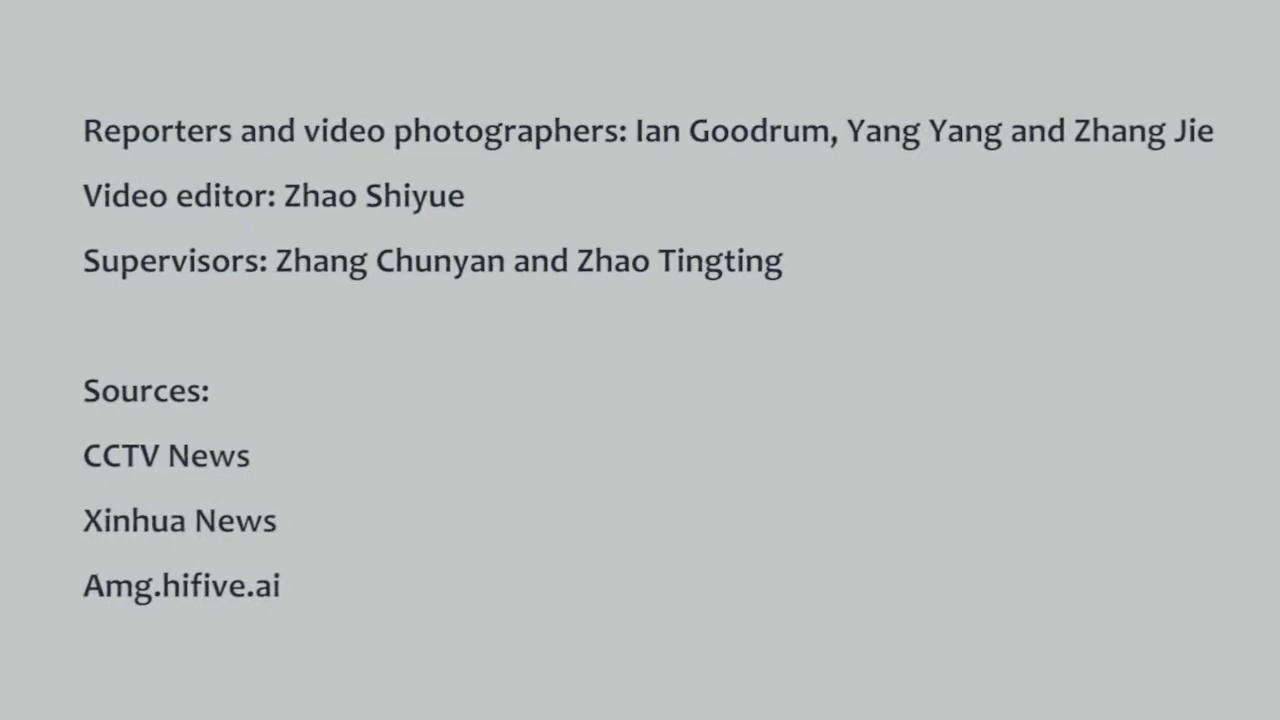 Reporters and video photographers: Ian Goodrum, Yang Yang and Zhang Jie
Video editor: Zhao Shiyue
Supervisors: Zhang Chunyan and Zhao Tingting
Sources:
CCTV News
Xinhua News
Amg.hifive.ai